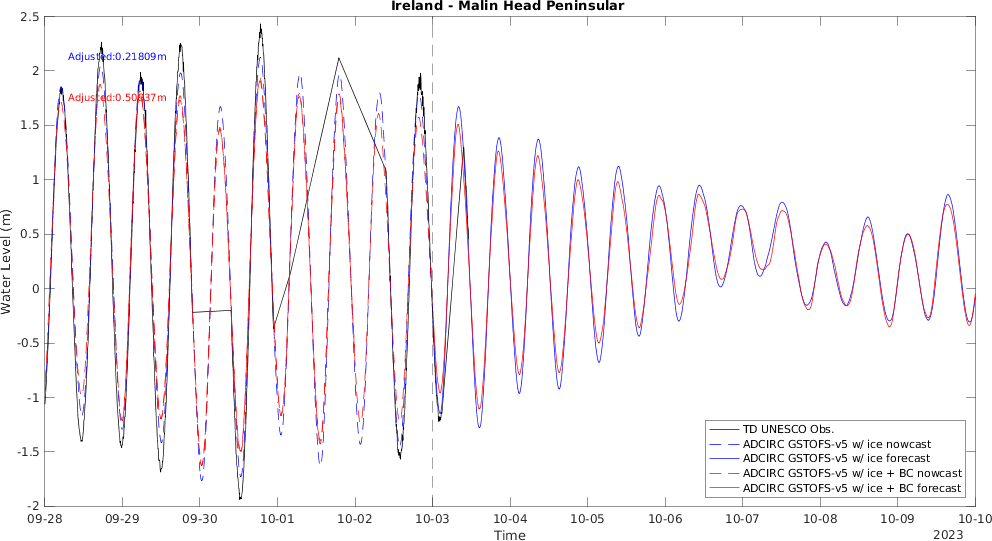 Ireland - Malin Head Peninsular
2.5
2
1.5
1
0.5
0
-0.5
-1
-1.5
-2
Water Level (m)
Adjusted:0.21809m
TD UNESCO Obs.
ADCIRC GSTOFS-v5 w/ ice nowcast
ADCIRC GSTOFS-v5 w/ ice forecast
ADCIRC GSTOFS-v5 w/ ice + BC nowcast
ADCIRC GSTOFS-v5 w/ ice + BC forecast
09-28 09-29 09-30 10-01 10-02 10-03 10-04 10-05 10-06 10-07 10-08 10-09 10-10
Time
2023